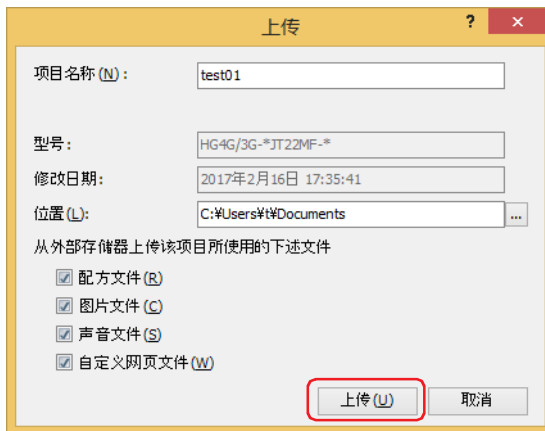 上传
? ×
项目名称(N): test01
型号: HG4G/3G-*JT22MF-*
修改日期: 2017年2月16日 17:35:41
位置(L): C:¥Users¥t¥Documents ...
从外部存储器上传该项目所使用的下述文件
配方文件(R)
图片文件(C)
声音文件(S)
自定义网页文件(W)
上传(U) 取消